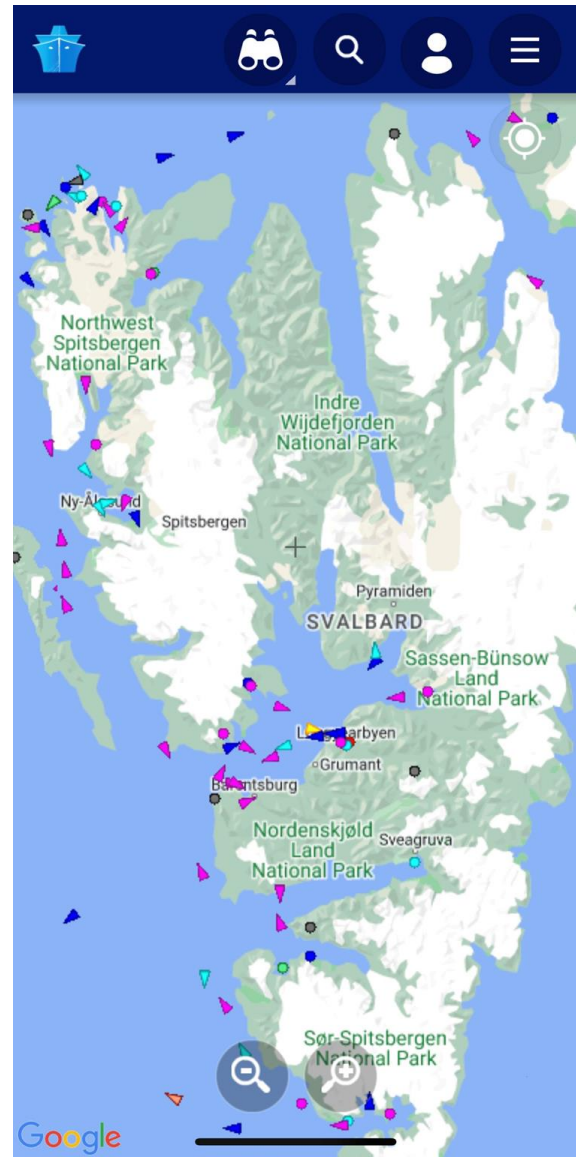 Northwest
Spitsbergen
National Park
Indre
Wijdefjorden
National Park
Spitsbergen
Pyramiden
SVALBARD
Sassen-Bünsow
Land
National Park
Grumant
Nordenskjøld
Land
National Park
Sveagruva
Sør-Spitsbergen
National Park
Google